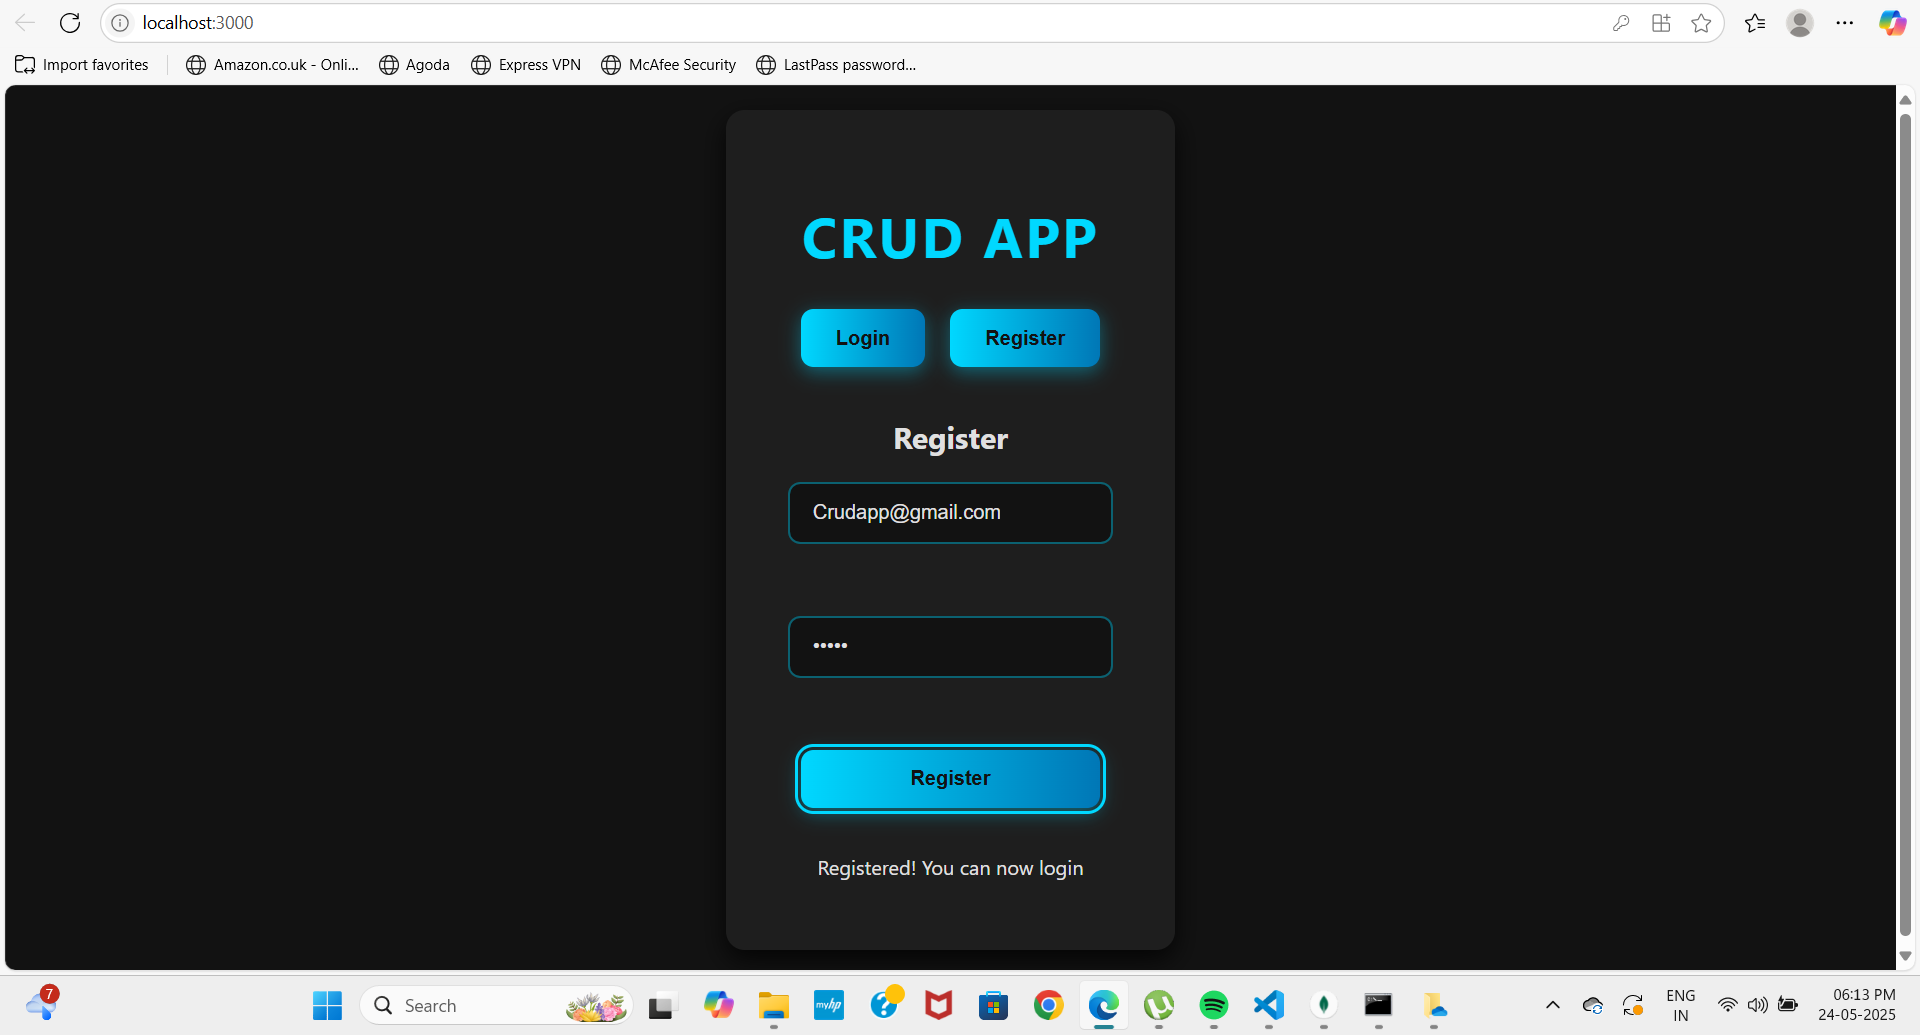 localhost:3000
Import favorites
Amazon.co.uk - Onli...
Agoda
Express VPN
McAfee Security
LastPass password...
CRUD APP
Login
Register
Register
Crudapp@gmail.com
•••••
Register
Registered! You can now login
7
Search
myhp
ENG
IN
06:13 PM
24-05-2025